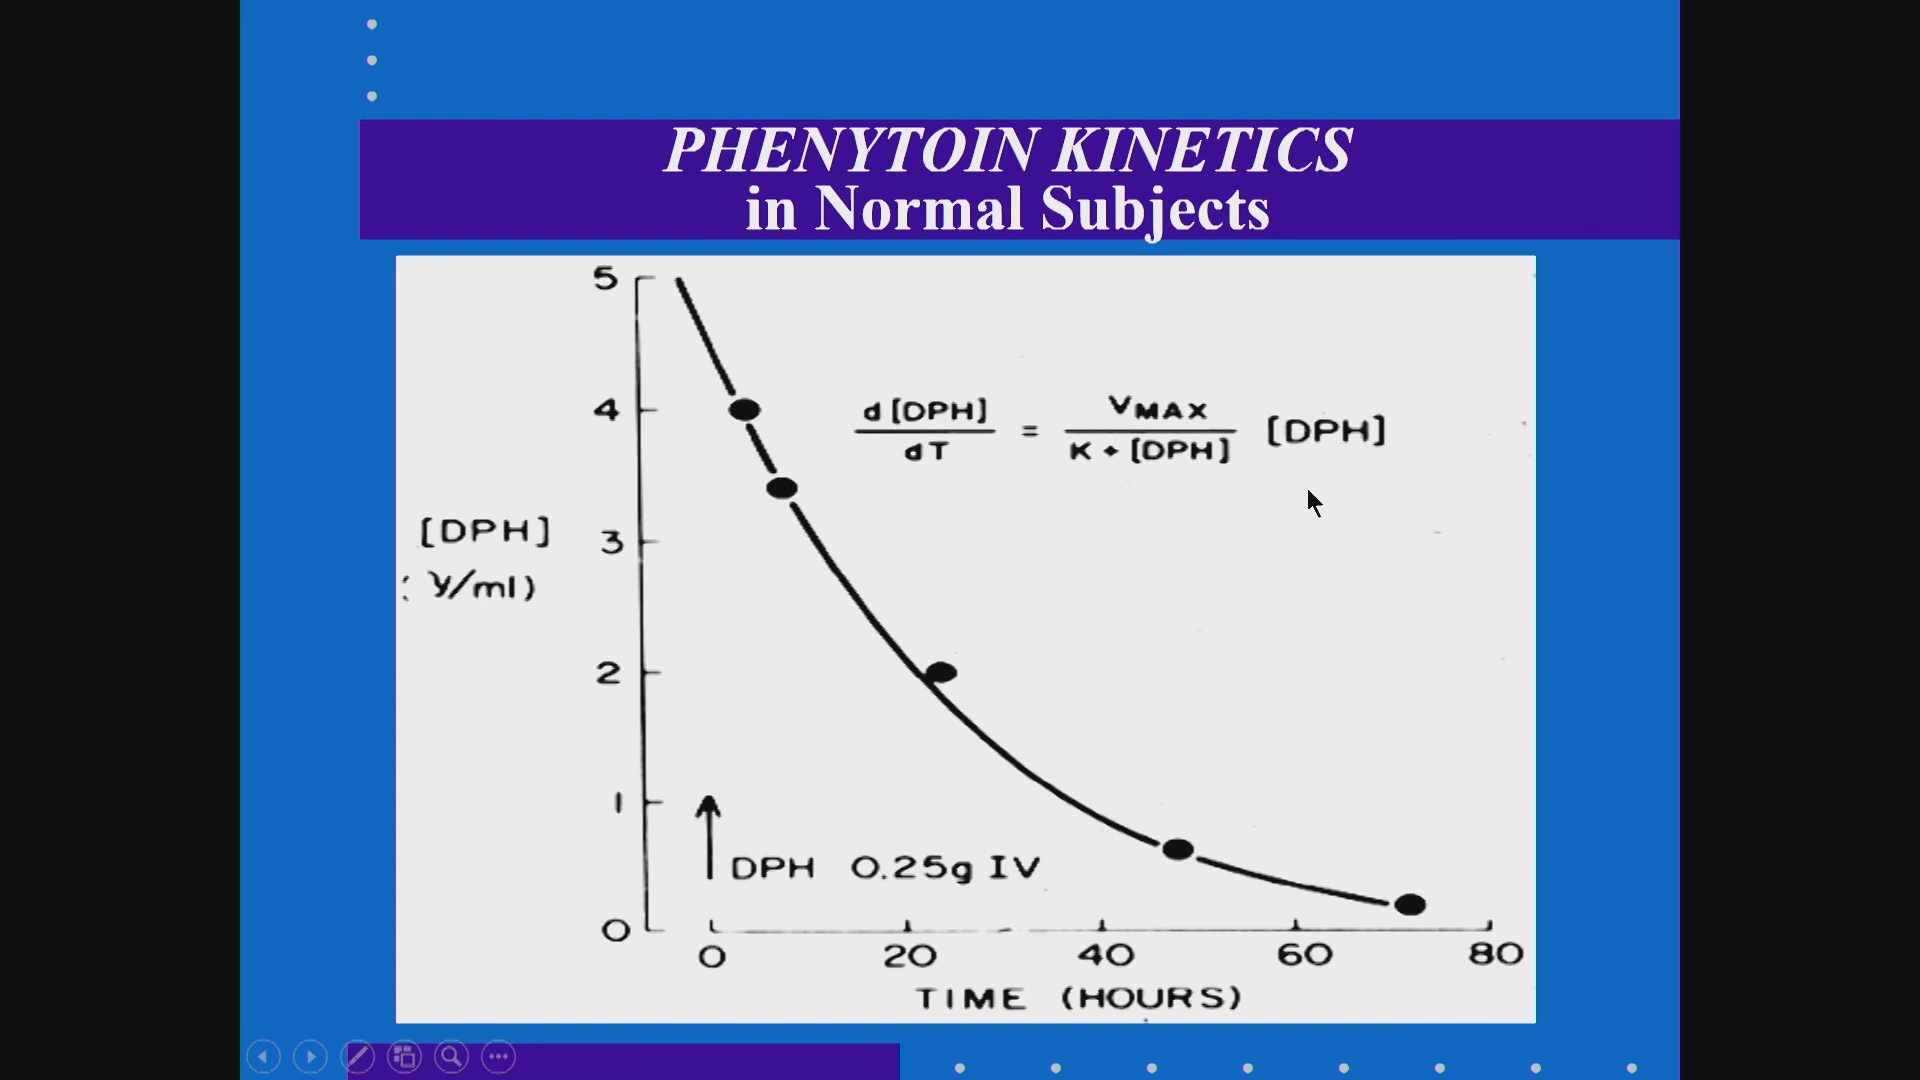 PHENYTOIN KINETICS
in Normal Subjects
5
4
3
2
1
0
[DPH]
( γ/ml)
d [DPH]
dT
=
VMAX
K + [DPH]
[DPH]
DPH 0.25g IV
0 20 40 60 80
TIME (HOURS)